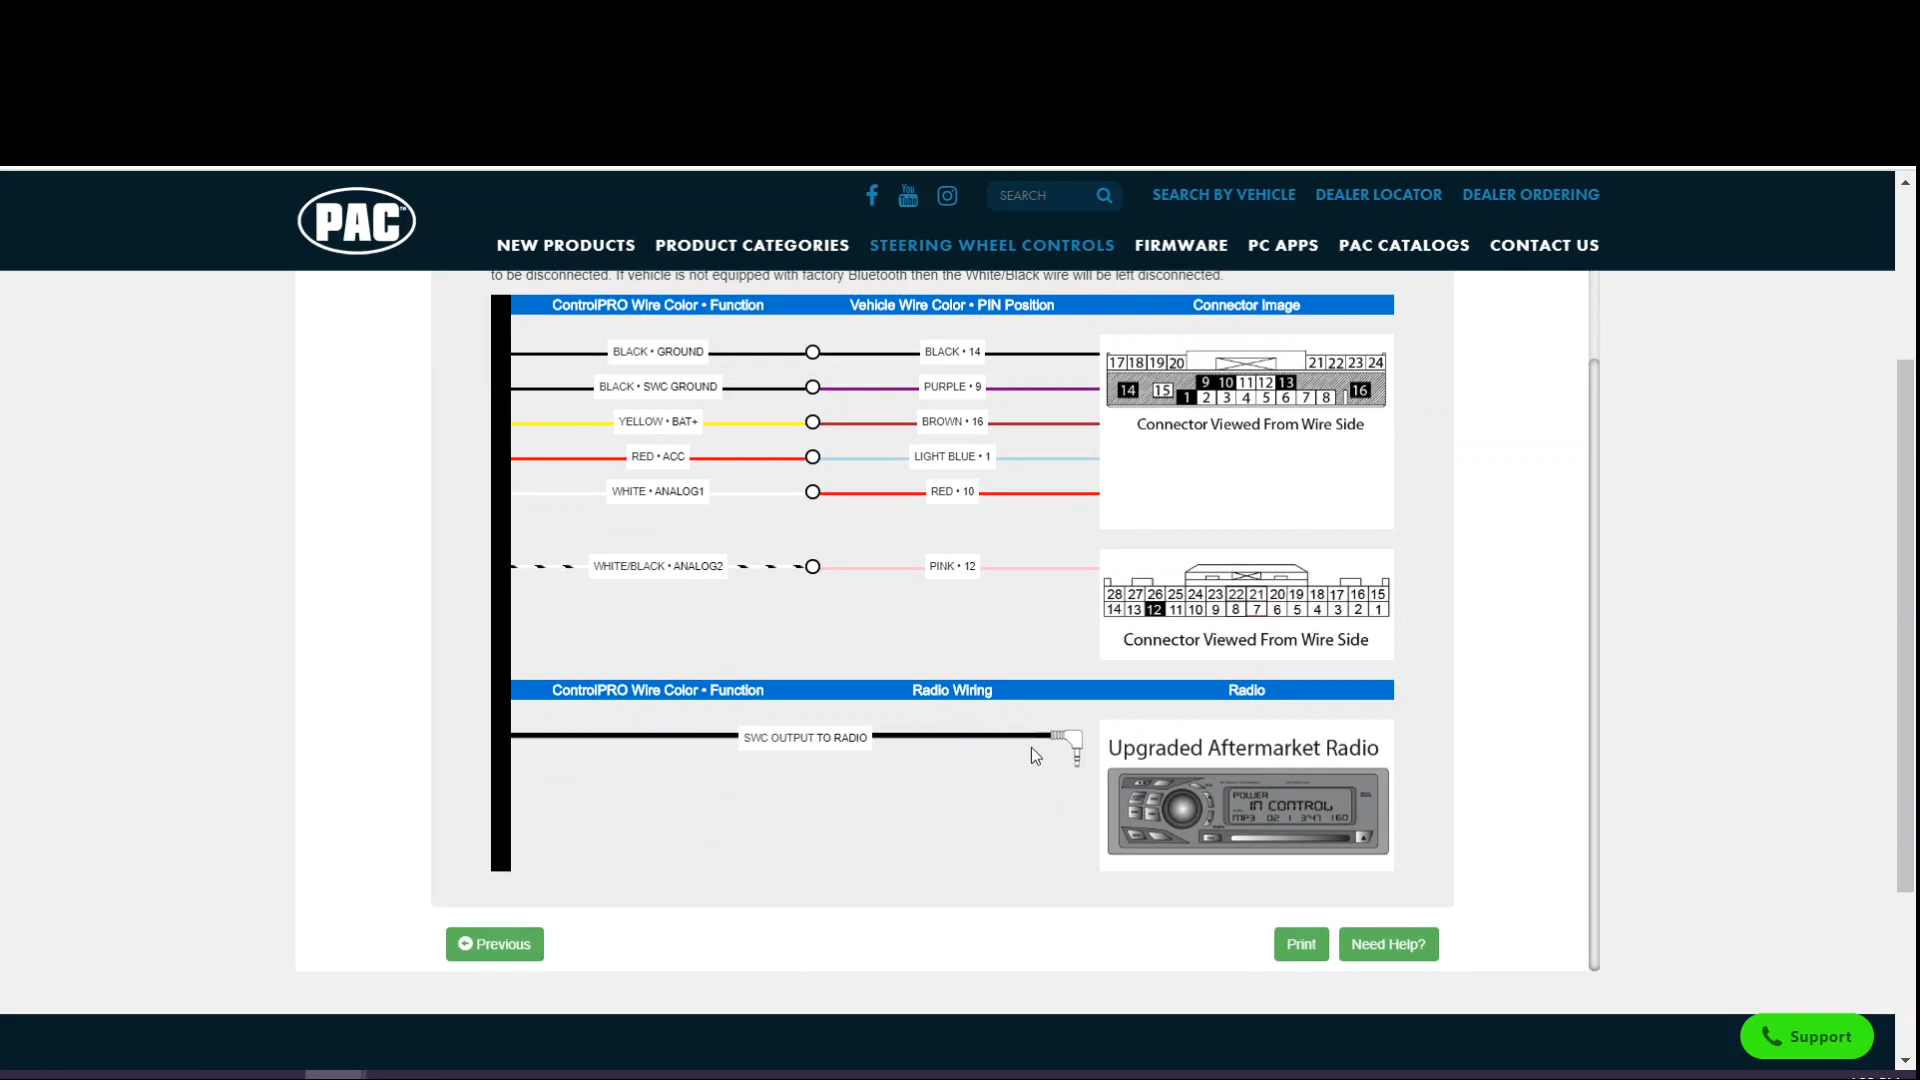 PAC
SEARCH
SEARCH BY VEHICLE DEALER LOCATOR DEALER ORDERING
NEW PRODUCTS PRODUCT CATEGORIES STEERING WHEEL CONTROLS FIRMWARE PC APPS PAC CATALOGS CONTACT US
to be disconnected. If vehicle is not equipped with factory Bluetooth then the White/Black wire will be left disconnected.
ControlPRO Wire Color • Function Vehicle Wire Color • PIN Position Connector Image
BLACK • GROUND BLACK • 14
BLACK • SWC GROUND PURPLE • 9
YELLOW • BAT+ BROWN • 16
RED • ACC LIGHT BLUE • 1
WHITE • ANALOG1 RED • 10
17 18 19 20 21 22 23 24
14 15 9 10 11 12 13 16
1 2 3 4 5 6 7 8
Connector Viewed From Wire Side
WHITE/BLACK • ANALOG2 PINK • 12
28 27 26 25 24 23 22 21 20 19 18 17 16 15
14 13 12 11 10 9 8 7 6 5 4 3 2 1
Connector Viewed From Wire Side
ControlPRO Wire Color • Function Radio Wiring Radio
SWC OUTPUT TO RADIO
Upgraded Aftermarket Radio
POWER
IN CONTROL
MP3 02 1 3:47 160
Previous Print Need Help?
Support